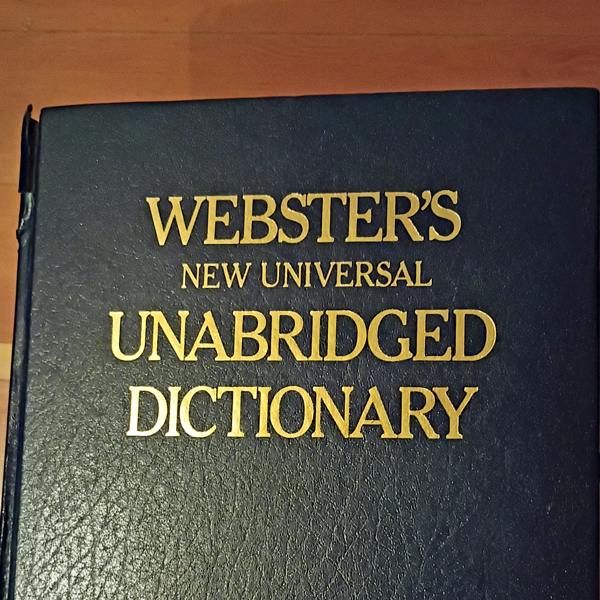 WEBSTER'S
NEW UNIVERSAL
UNABRIDGED
DICTIONARY